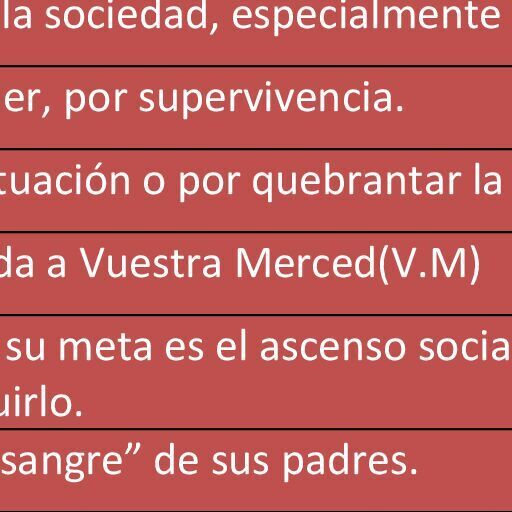 la sociedad, especialmente
er, por supervivencia.
tuación o por quebrantar la
da a Vuestra Merced(V.M)
su meta es el ascenso socia
uirlo.
sangre” de sus padres.